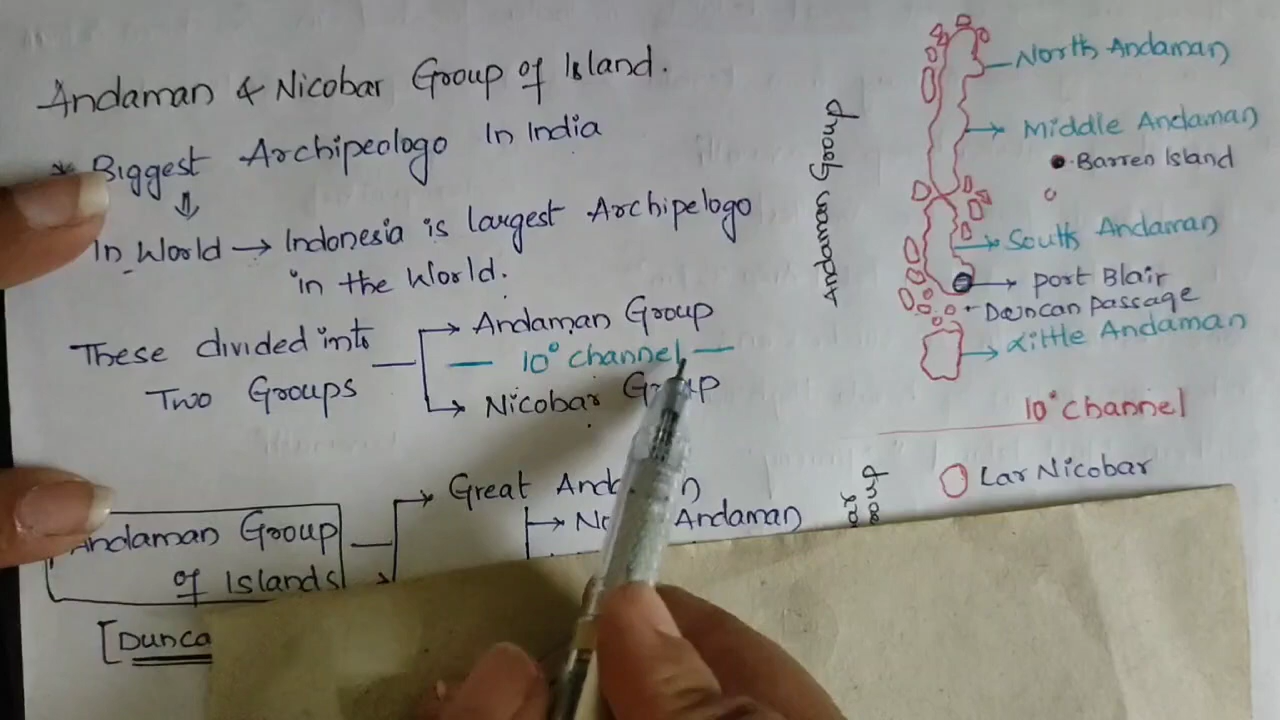 Andaman & Nicobar Group of Island.
* Biggest Archipeologo In India
⇓
In World → Indonesia is largest Archipelogo
in the World.
These divided into
Two Groups
→ Andaman Group
— 10° channel —
→ Nicobar Group
Andaman Group
of Islands
→ Great
Andaman
[Dunca
Andaman group
North Andaman
→ Middle Andaman
Barren Island
→ South Andaman
→ Port Blair
Duncan passage
→ Little Andaman
10° channel
Car Nicobar